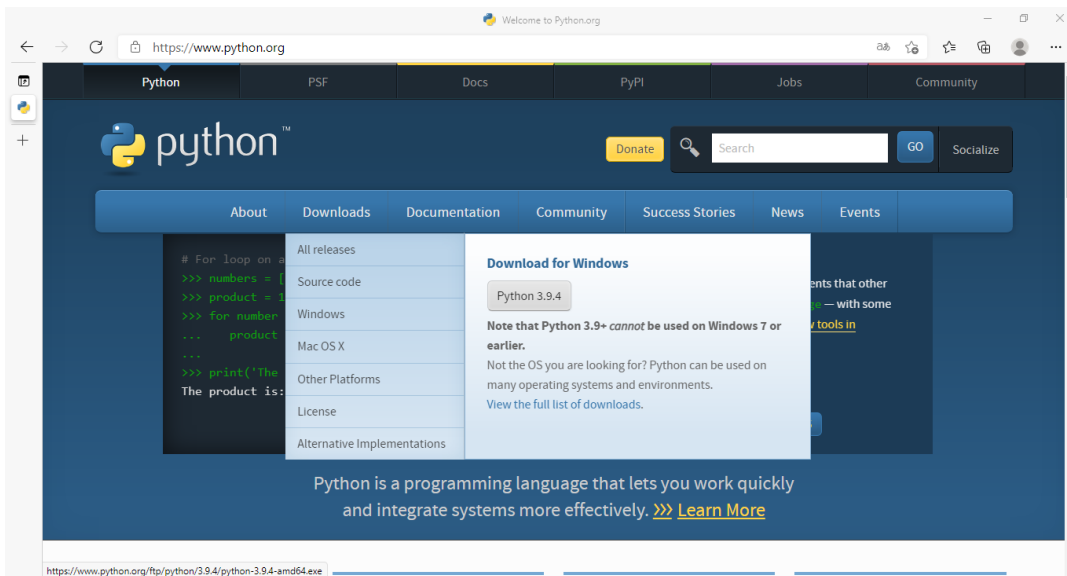 Welcome to Python.org
https://www.python.org
Python PSF Docs PyPI Jobs Community
python™
Donate Search GO Socialize
About Downloads Documentation Community Success Stories News Events
# For loop on a
>>> numbers = [
>>> product = 1
>>> for number
... product
...
>>> print('The
The product is:
All releases
Source code
Windows
Mac OS X
Other Platforms
License
Alternative Implementations
Download for Windows
Python 3.9.4
Note that Python 3.9+ cannot be used on Windows 7 or
earlier.
Not the OS you are looking for? Python can be used on
many operating systems and environments.
View the full list of downloads.
that other
— with some
tools in
Python is a programming language that lets you work quickly
and integrate systems more effectively. >>> Learn More
https://www.python.org/ftp/python/3.9.4/python-3.9.4-amd64.exe